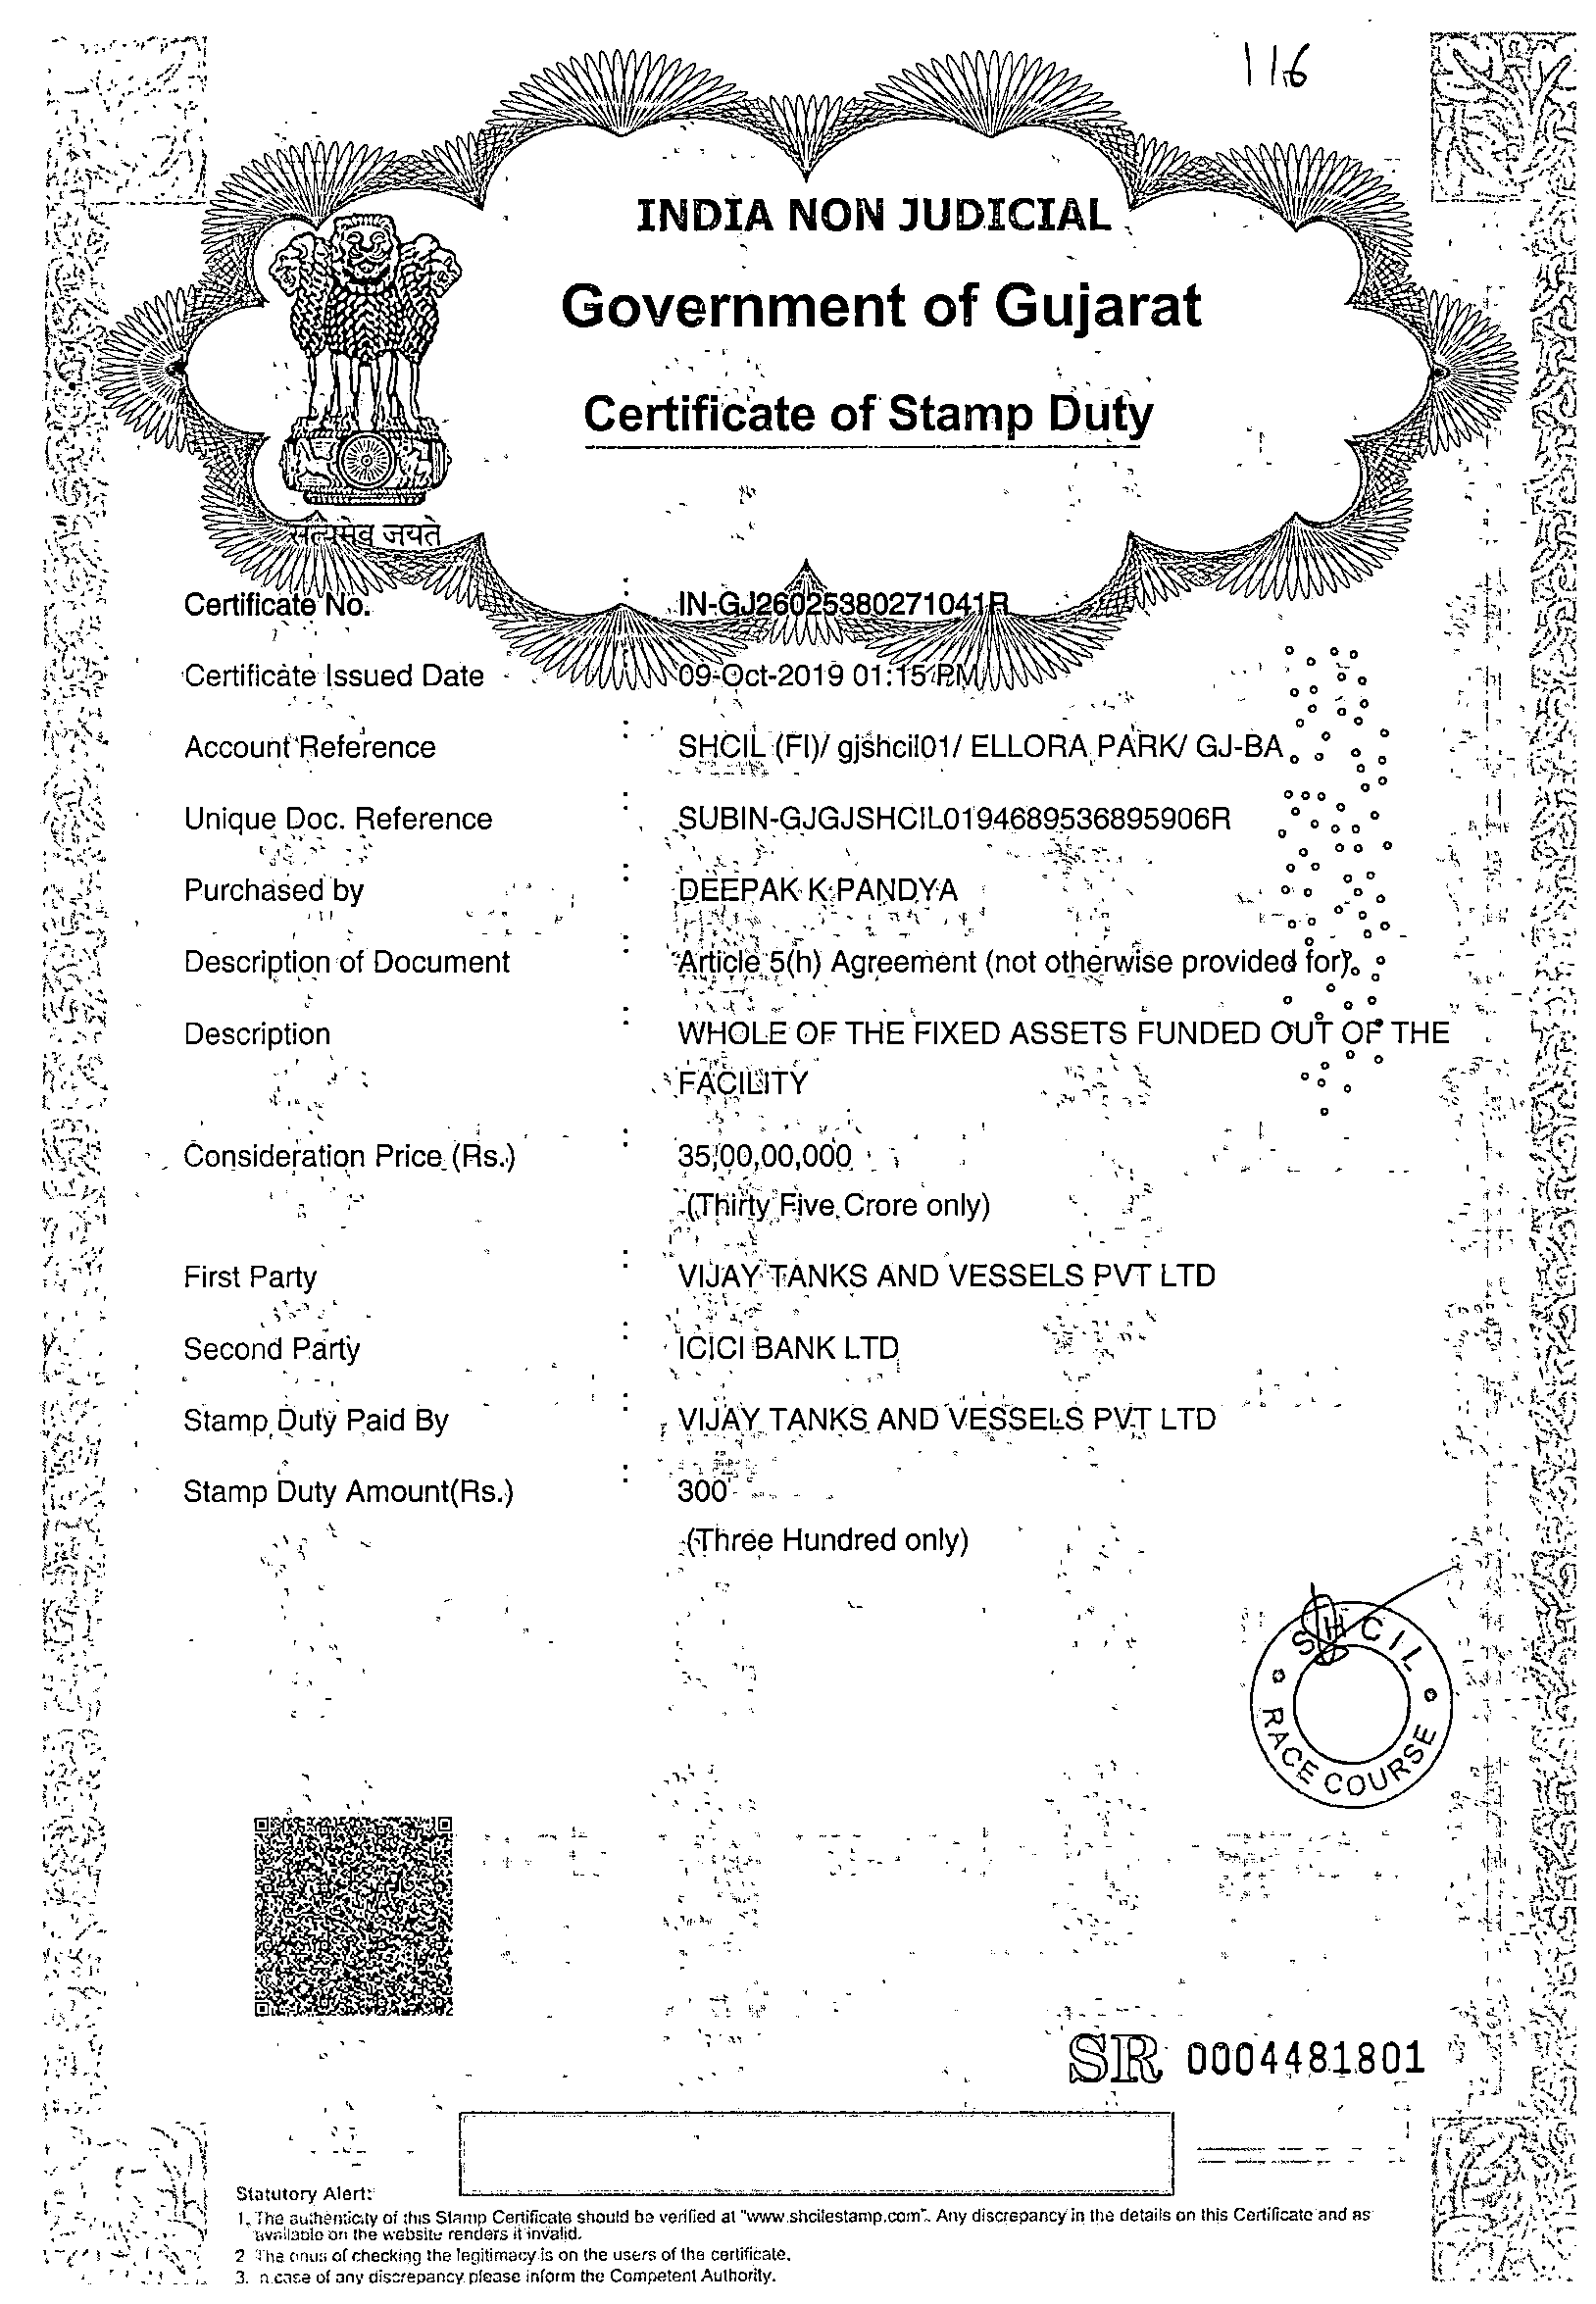 116
INDIA NON JUDICIAL
Government of Gujarat
Certificate of Stamp Duty
सत्यमेव जयते
Certificate No. : IN-GJ26025380271041R
Certificate Issued Date : 09-Oct-2019 01:15 PM
Account Reference : SHCIL (FI)/ gjshcil01/ ELLORA PARK/ GJ-BA
Unique Doc. Reference : SUBIN-GJGJSHCIL0194689536895906R
Purchased by : DEEPAK K PANDYA
Description of Document : Article 5(h) Agreement (not otherwise provided for)
Description : WHOLE OF THE FIXED ASSETS FUNDED OUT OF THE
FACILITY
Consideration Price (Rs.) : 35,00,00,000
(Thirty Five Crore only)
First Party : VIJAY TANKS AND VESSELS PVT LTD
Second Party : ICICI BANK LTD
Stamp Duty Paid By : VIJAY TANKS AND VESSELS PVT LTD
Stamp Duty Amount(Rs.) : 300
(Three Hundred only)
SHCIL
RACE COURSE
SR 0004481801
Statutory Alert:
1. The authenticity of this Stamp Certificate should be verified at "www.shcilestamp.com". Any discrepancy in the details on this Certificate and as
available on the website renders it invalid.
2 The onus of checking the legitimacy is on the users of the certificate.
3. In case of any discrepancy please inform the Competent Authority.